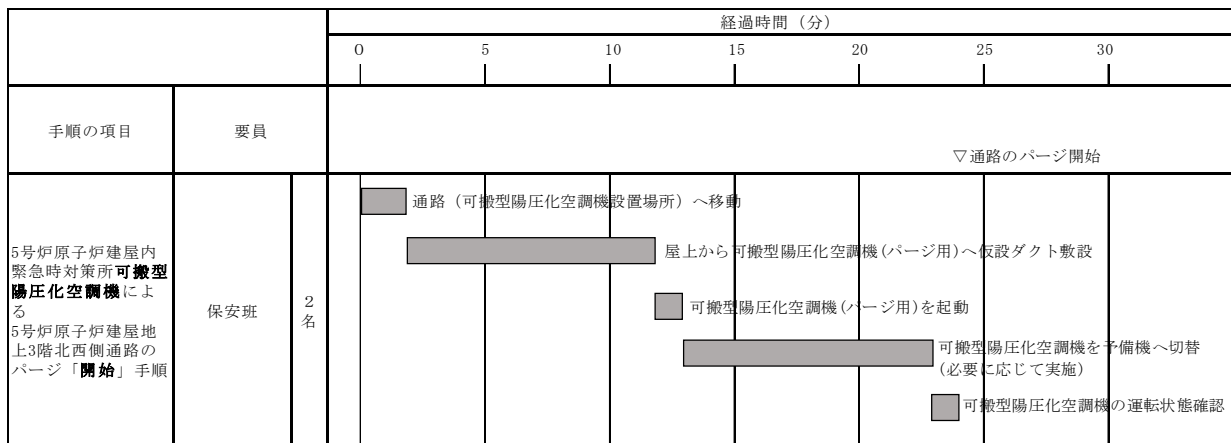 経過時間（分）
0 5 10 15 20 25 30
手順の項目 要員
▽通路のパージ開始
5号炉原子炉建屋内
緊急時対策所可搬型
陽圧化空調機によ
る
5号炉原子炉建屋地
上3階北西側通路の
パージ「開始」手順
保安班
2
名
通路（可搬型陽圧化空調機設置場所）へ移動
屋上から可搬型陽圧化空調機(パージ用)へ仮設ダクト敷設
可搬型陽圧化空調機(パージ用)を起動
可搬型陽圧化空調機を予備機へ切替
(必要に応じて実施)
可搬型陽圧化空調機の運転状態確認